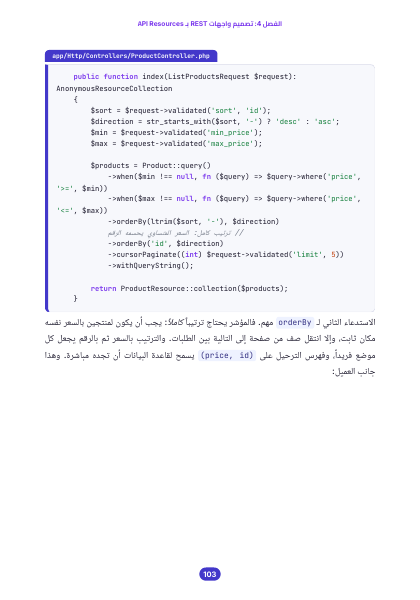 الفصل 4: تصميم واجهات REST بـ API Resources
app/Http/Controllers/ProductController.php
public function index(ListProductsRequest $request):
AnonymousResourceCollection
{
$sort = $request->validated('sort', 'id');
$direction = str_starts_with($sort, '-') ? 'desc' : 'asc';
$min = $request->validated('min_price');
$max = $request->validated('max_price');
$products = Product::query()
->when($min !== null, fn ($query) => $query->where('price',
'>=', $min))
->when($max !== null, fn ($query) => $query->where('price',
'<=', $max))
->orderBy(ltrim($sort, '-'), $direction)
// ترتيب كامل: السعر المتساوي يحسمه الرقم
->orderBy('id', $direction)
->cursorPaginate((int) $request->validated('limit', 5))
->withQueryString();
return ProductResource::collection($products);
}
الاستدعاء الثاني لـ orderBy مهم. فالمؤشر يحتاج ترتيباً كاملاً: يجب أن يكون لمنتجين بالسعر نفسه
مكان ثابت، وإلا انتقل صف من صفحة إلى التالية بين الطلبات. والترتيب بالسعر ثم بالرقم يجعل كل
موضع فريداً، وفهرس الترحيل على (price, id) يسمح لقاعدة البيانات أن تجده مباشرة. وهذا
جانب العميل:
103